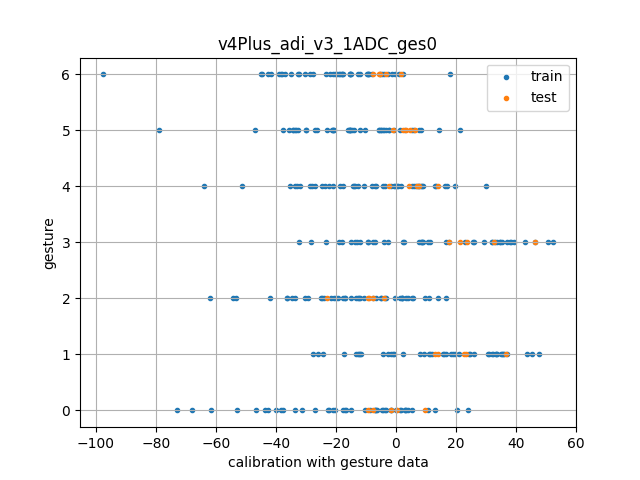 v4Plus_adi_v3_1ADC_ges0
train
test
gesture
6
5
4
3
2
1
0
−100 −80 −60 −40 −20 0 20 40 60
calibration with gesture data